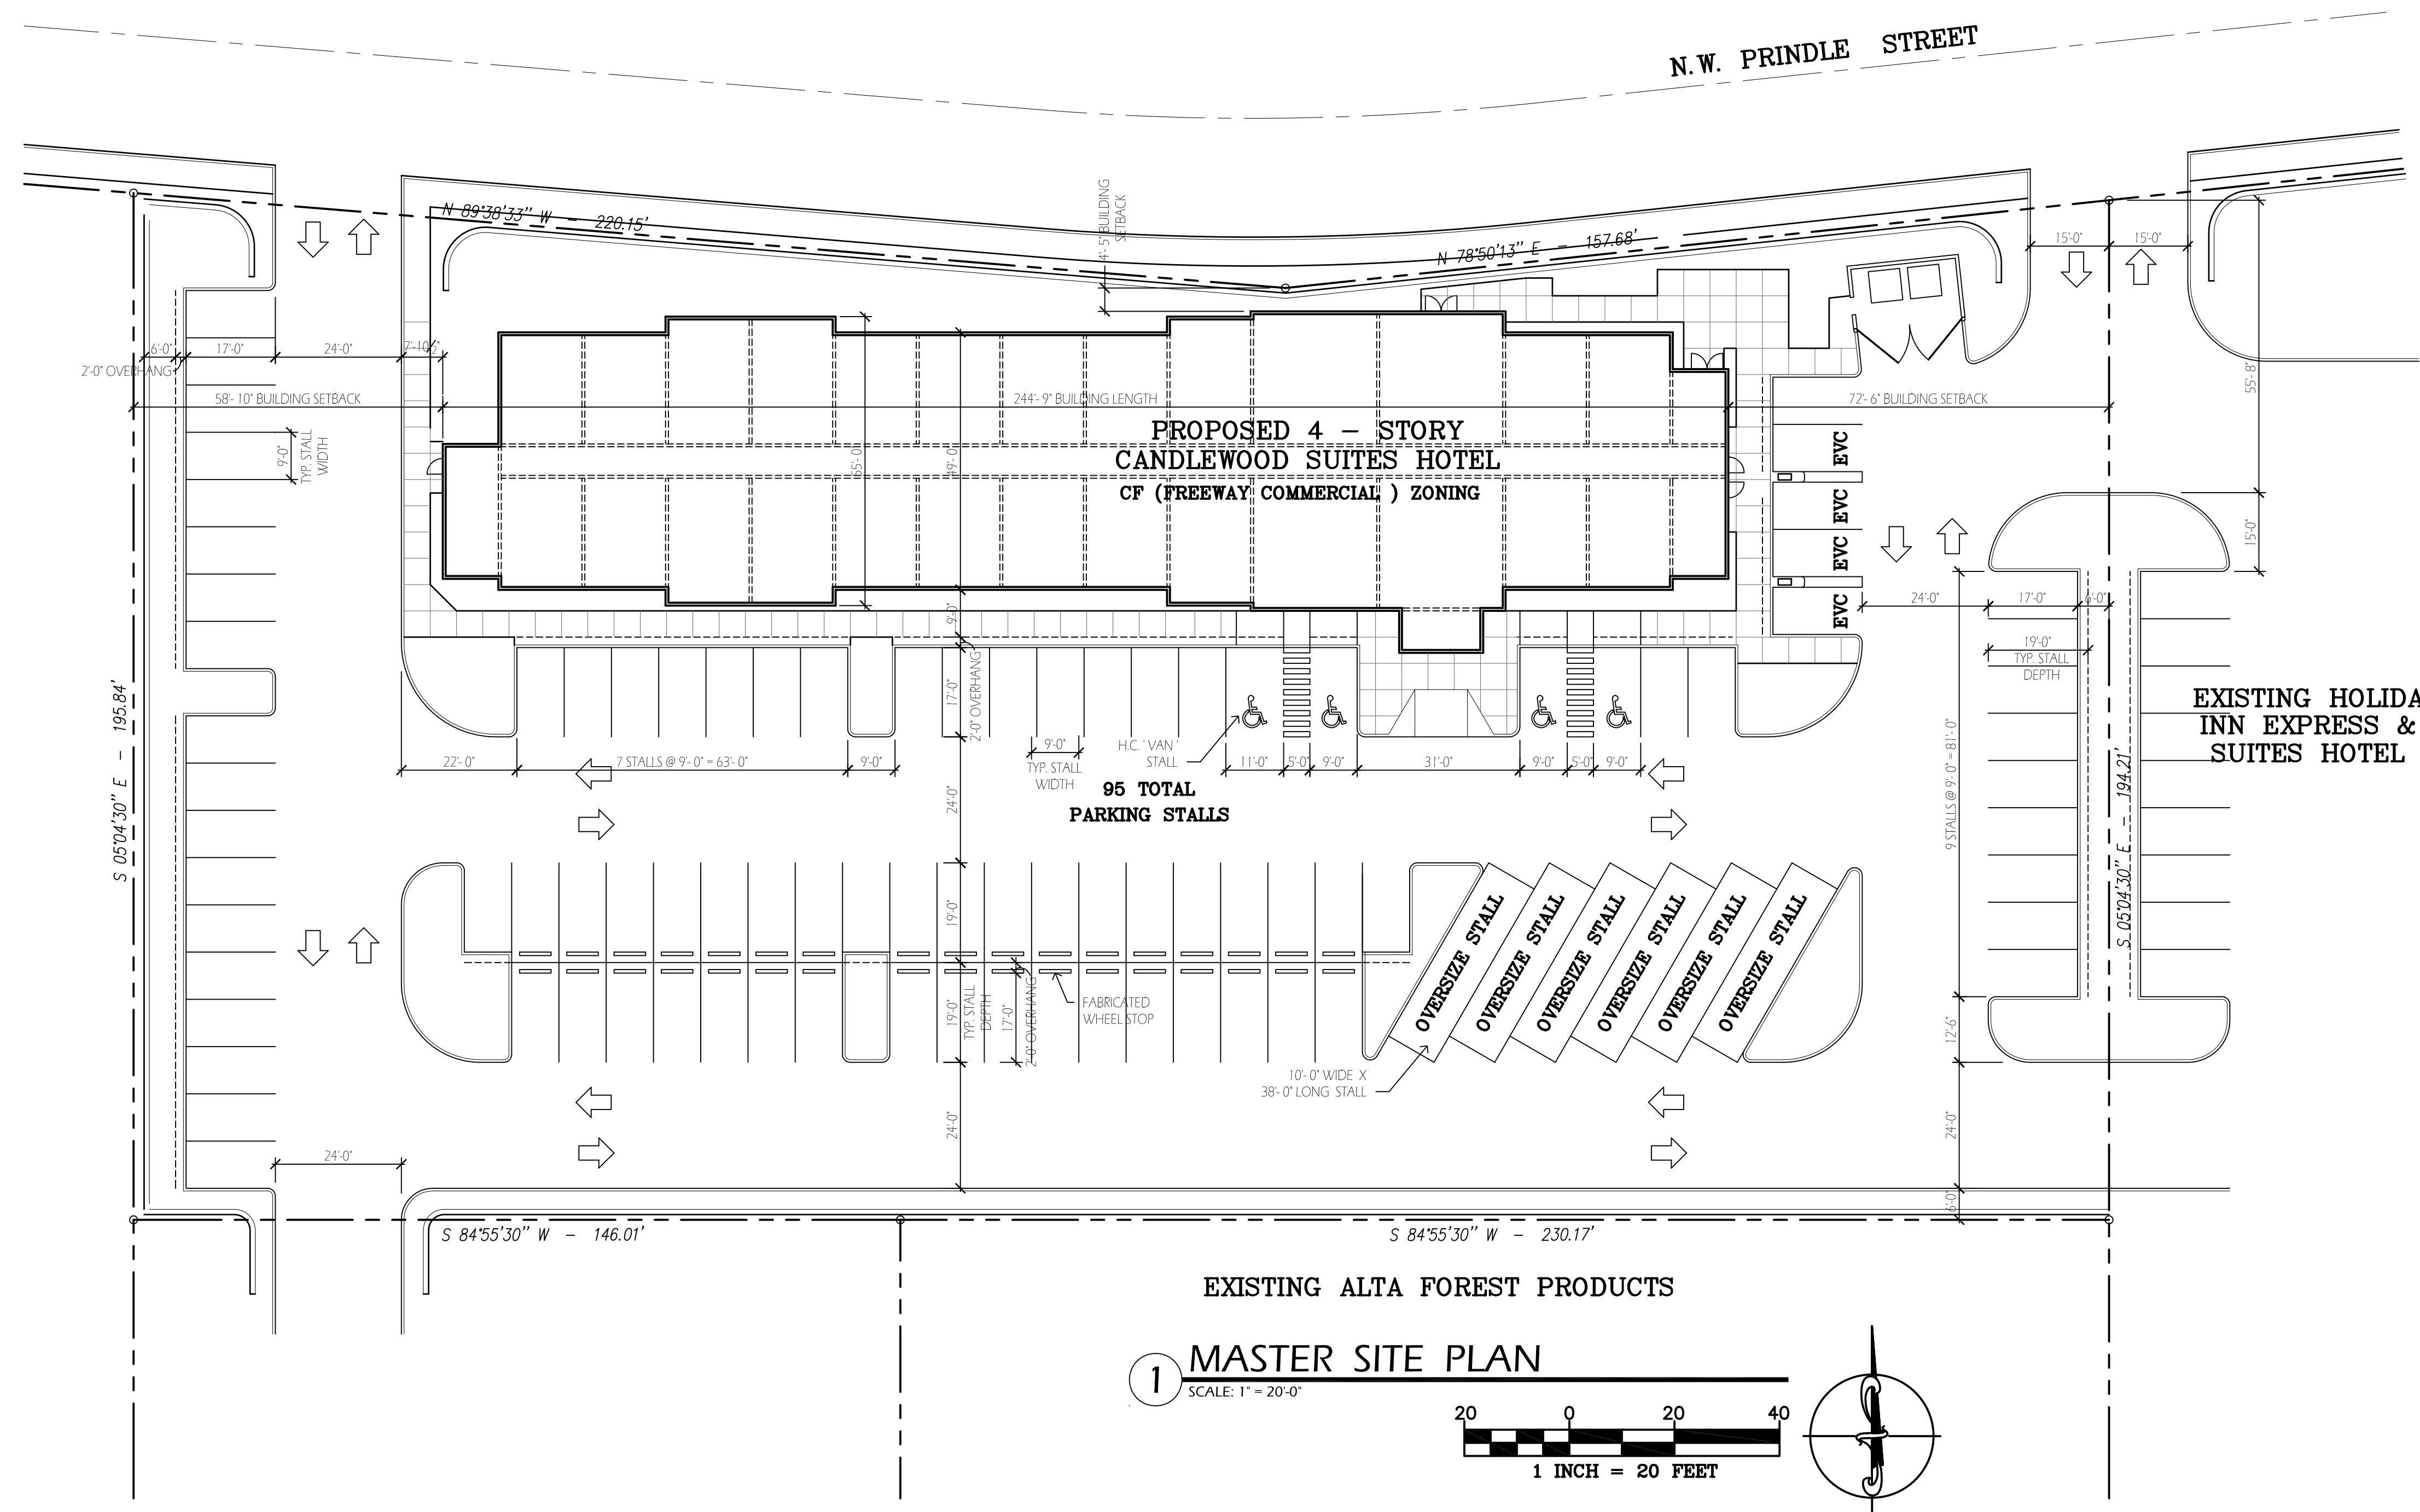 N.W. PRINDLE STREET
N 89°38'33" W - 220.15'
4'-5" BUILDING
SETBACK
N 78°50'13" E - 157.68'
15'-0"
15'-0"
6'-0"
17'-0"
24'-0"
7'-10½"
2'-0" OVERHANG
58'-10" BUILDING SETBACK
244'-9" BUILDING LENGTH
72'-6" BUILDING SETBACK
55'-8"
PROPOSED 4 - STORY
CANDLEWOOD SUITES HOTEL
CF (FREEWAY COMMERCIAL ) ZONING
9'-0"
TYP. STALL
WIDTH
55'-0"
49'-0"
EVC
EVC
EVC
EVC
15'-0"
9'-0"
24'-0"
17'-0"
6'-0"
19'-0"
TYP. STALL
DEPTH
S 05°04'30" E - 195.84'
17'-0"
2'-0" OVERHANG
EXISTING HOLIDA
INN EXPRESS &
SUITES HOTEL
S 05°04'30" E - 194.21'
9 STALLS @ 9'-0" = 81'-0"
22'-0"
7 STALLS @ 9'-0" = 63'-0"
9'-0"
9'-0"
TYP. STALL
WIDTH
H.C. ' VAN '
STALL
11'-0"
5'-0"
9'-0"
31'-0"
9'-0"
5'-0"
9'-0"
95 TOTAL
PARKING STALLS
24'-0"
19'-0"
OVERSIZE STALL
OVERSIZE STALL
OVERSIZE STALL
OVERSIZE STALL
OVERSIZE STALL
OVERSIZE STALL
19'-0"
TYP. STALL
DEPTH
17'-0"
2'-0" OVERHANG
FABRICATED
WHEEL STOP
12'-6"
10'-0" WIDE X
38'-0" LONG STALL
24'-0"
24'-0"
24'-0"
6'-0"
S 84°55'30" W - 146.01'
S 84°55'30" W - 230.17'
EXISTING ALTA FOREST PRODUCTS
1
MASTER SITE PLAN
SCALE: 1" = 20'-0"
20 0 20 40
1 INCH = 20 FEET